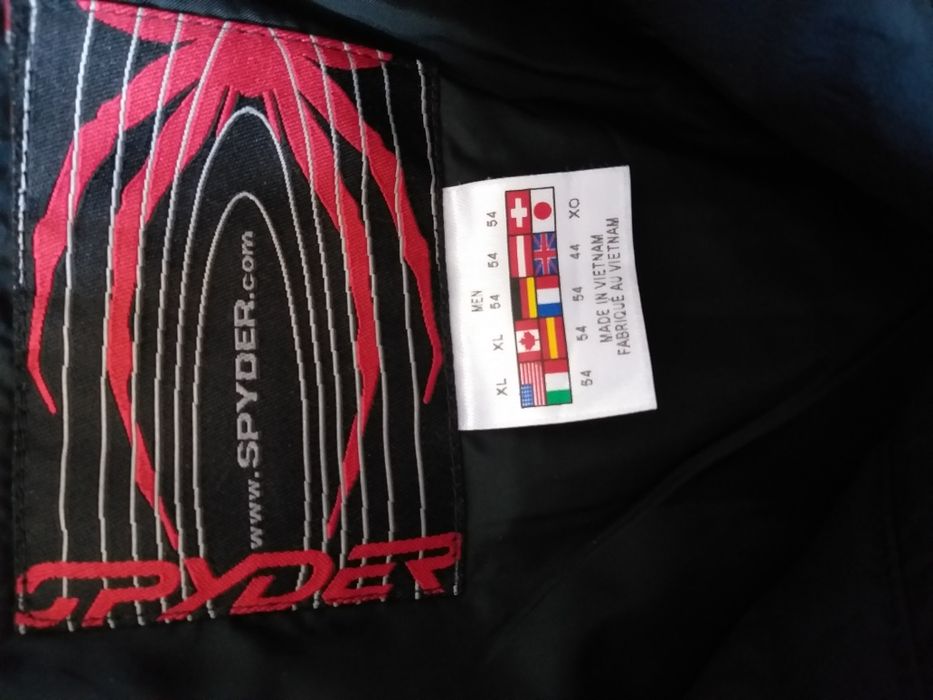 www.SPYDER.com
SPYDER
MEN
XL XL 54 54 54
54 54 54 44 XO
MADE IN VIETNAM
FABRIQUÉ AU VIETNAM